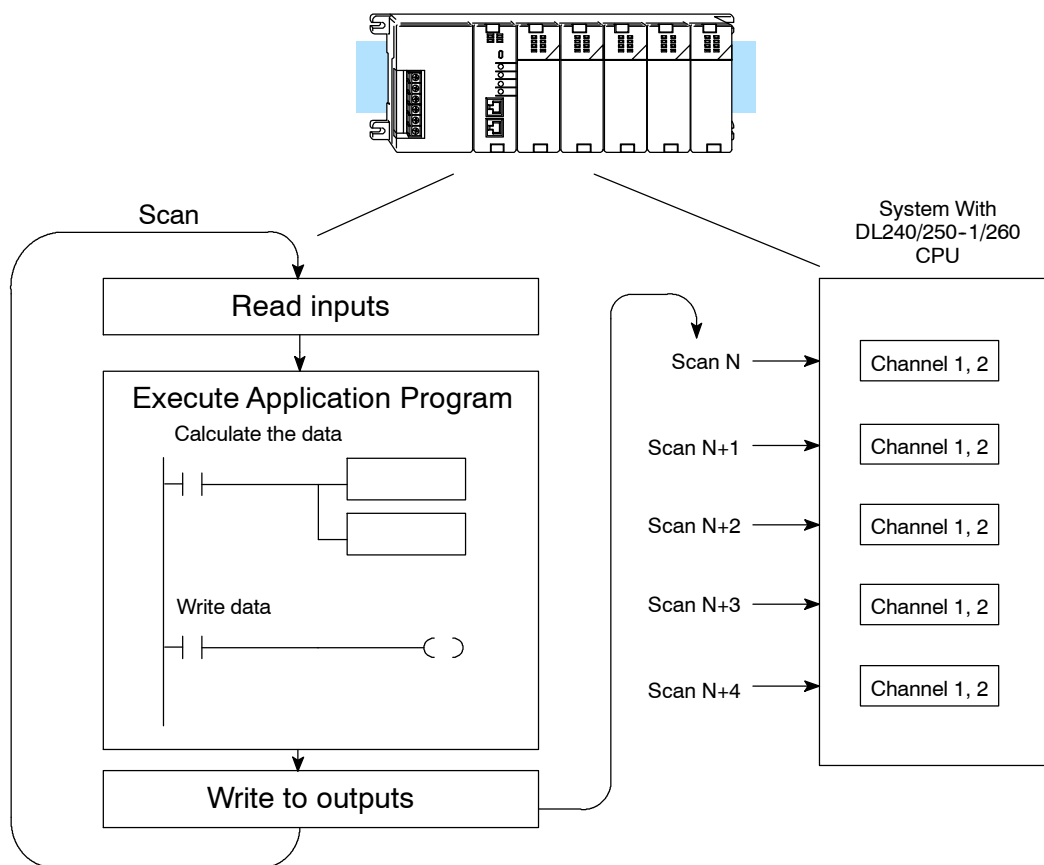 Scan
System With
DL240/250-1/260
CPU
Read inputs
Execute Application Program
Calculate the data
Write data
Write to outputs
Scan N
Channel 1, 2
Scan N+1
Channel 1, 2
Scan N+2
Channel 1, 2
Scan N+3
Channel 1, 2
Scan N+4
Channel 1, 2